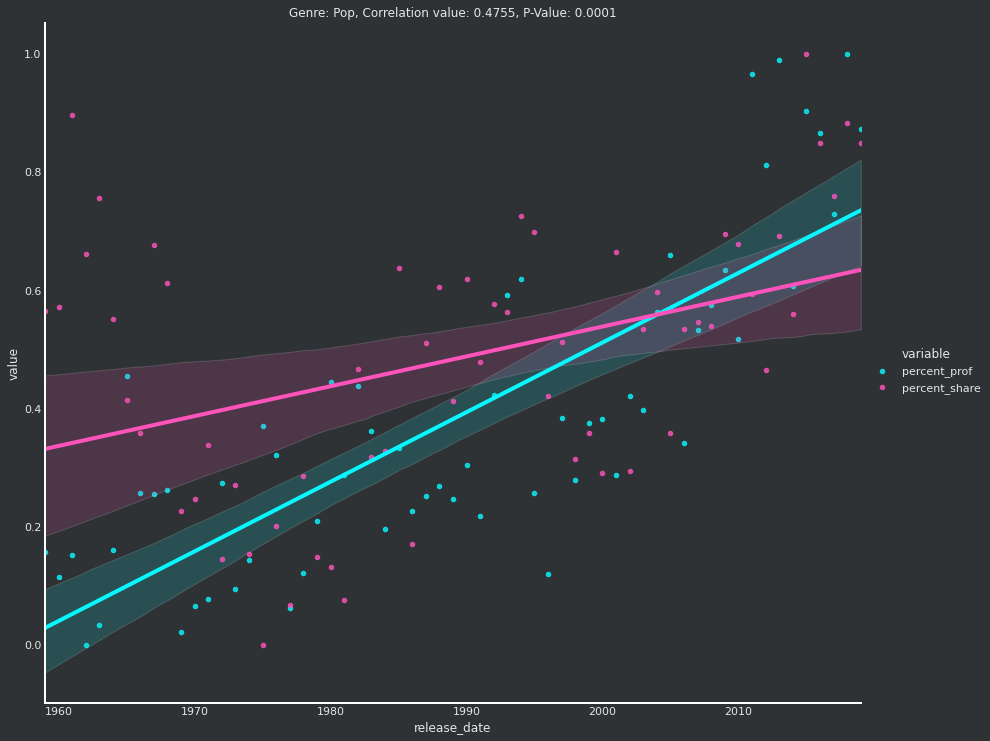 Genre: Pop, Correlation value: 0.4755, P-Value: 0.0001
1.0
0.8
0.6
0.4
0.2
0.0
value
1960 1970 1980 1990 2000 2010
release_date
variable
percent_prof
percent_share